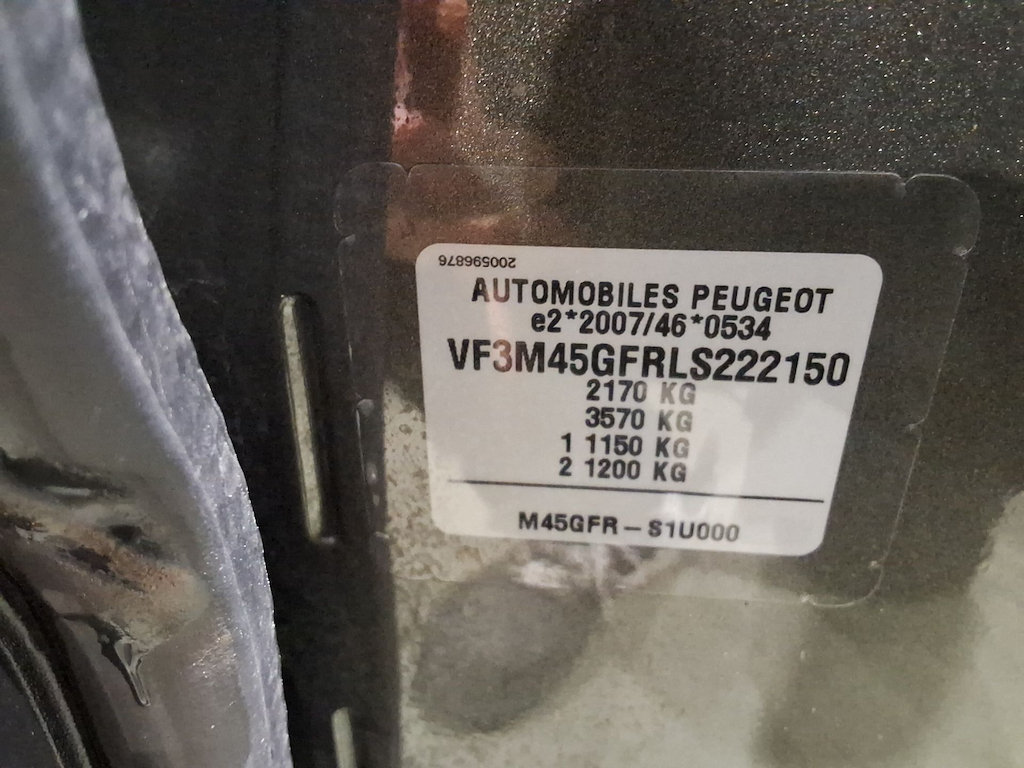 200596876
AUTOMOBILES PEUGEOT
e2*2007/46*0534
VF3M45GFRLS222150
2170 KG
3570 KG
1 1150 KG
2 1200 KG
M45GFR - S1U000